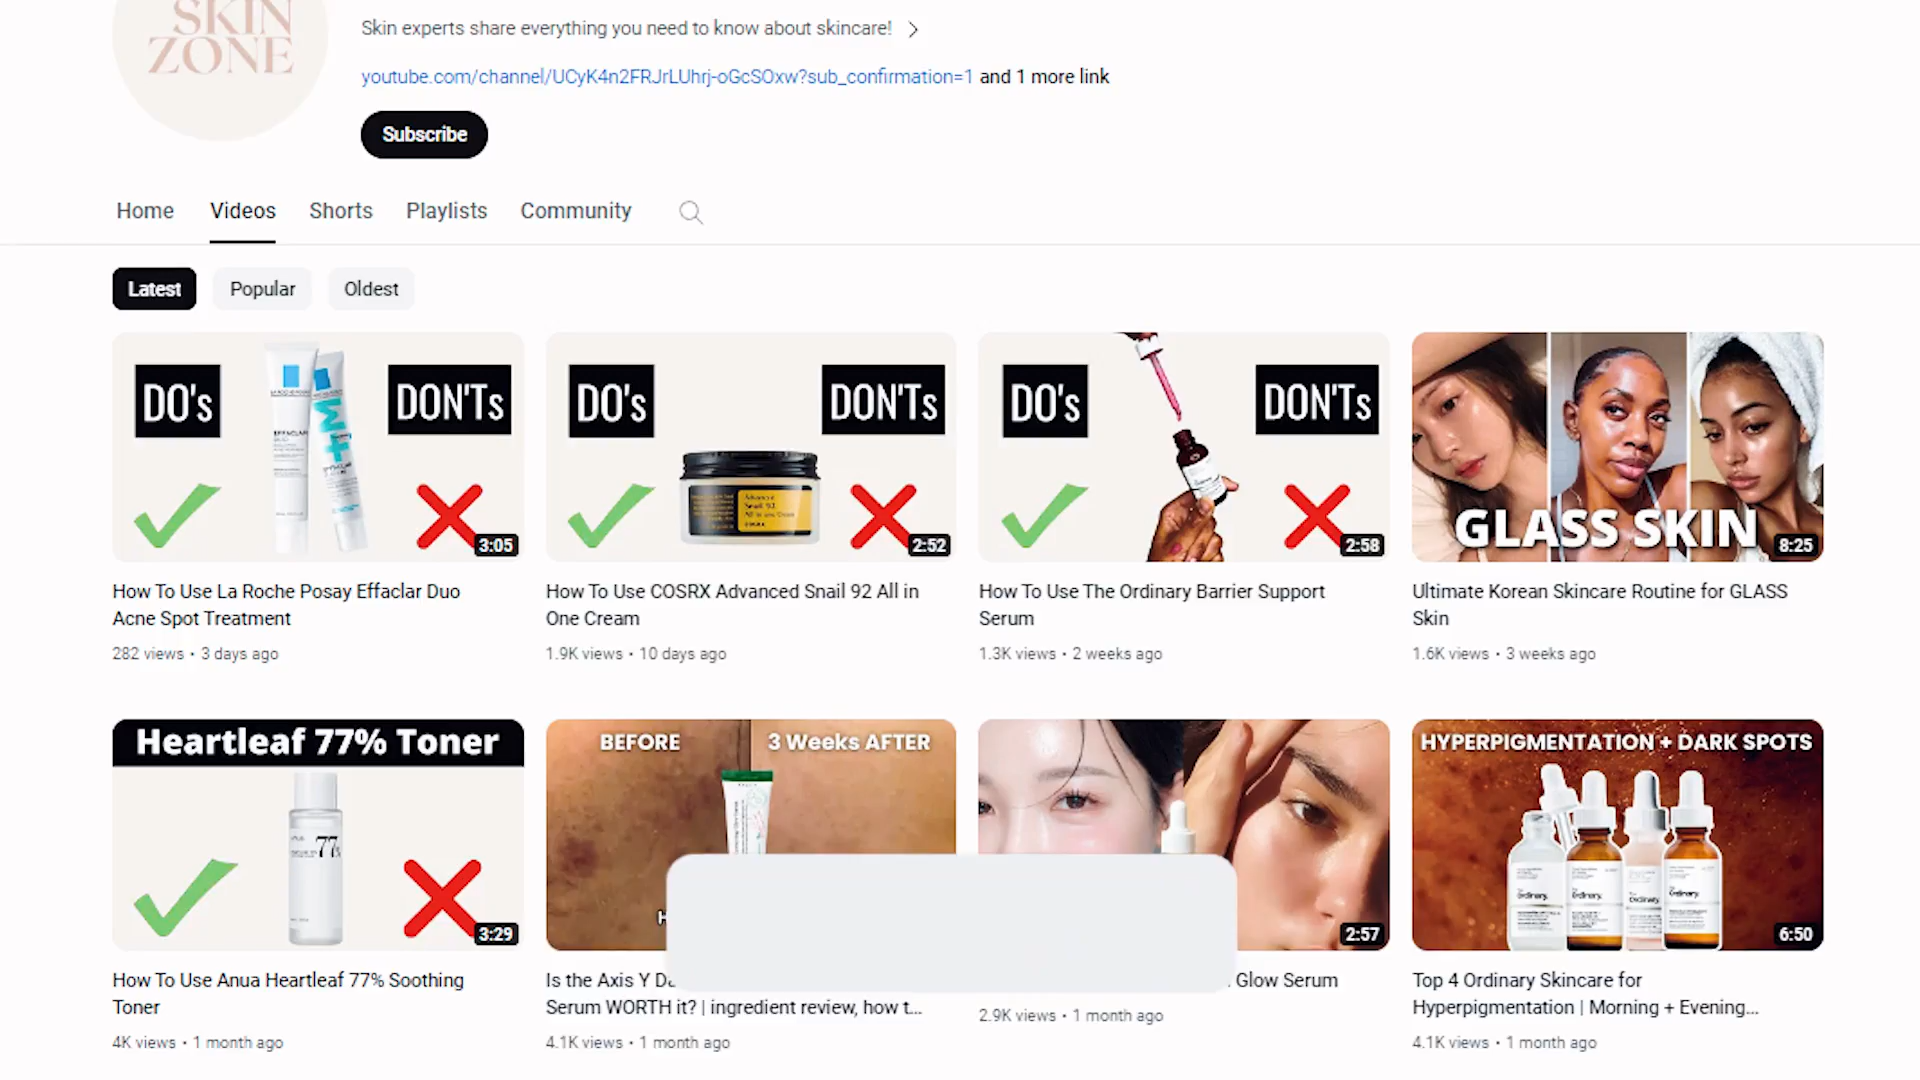 SKIN
ZONE
Skin experts share everything you need to know about skincare!
youtube.com/channel/UCyK4n2FRJrLUhrj-oGcSOxw?sub_confirmation=1 and 1 more link
Subscribe
Home Videos Shorts Playlists Community
Latest Popular Oldest
DO's DON'Ts
3:05
DO's DON'Ts
2:52
DO's DON'Ts
2:58
GLASS SKIN
8:25
How To Use La Roche Posay Effaclar Duo
Acne Spot Treatment
282 views • 3 days ago
How To Use COSRX Advanced Snail 92 All in
One Cream
1.9K views • 10 days ago
How To Use The Ordinary Barrier Support
Serum
1.3K views • 2 weeks ago
Ultimate Korean Skincare Routine for GLASS
Skin
1.6K views • 3 weeks ago
Heartleaf 77% Toner
77%
3:29
BEFORE 3 Weeks AFTER
2:57
HYPERPIGMENTATION + DARK SPOTS
Ordinary.
Ordinary.
Ordinary.
Ordinary.
6:50
How To Use Anua Heartleaf 77% Soothing
Toner
4K views • 1 month ago
Is the Axis Y
Serum WORTH it? | ingredient review, how t...
4.1K views • 1 month ago
Glow Serum
2.9K views • 1 month ago
Top 4 Ordinary Skincare for
Hyperpigmentation | Morning + Evening...
4.1K views • 1 month ago